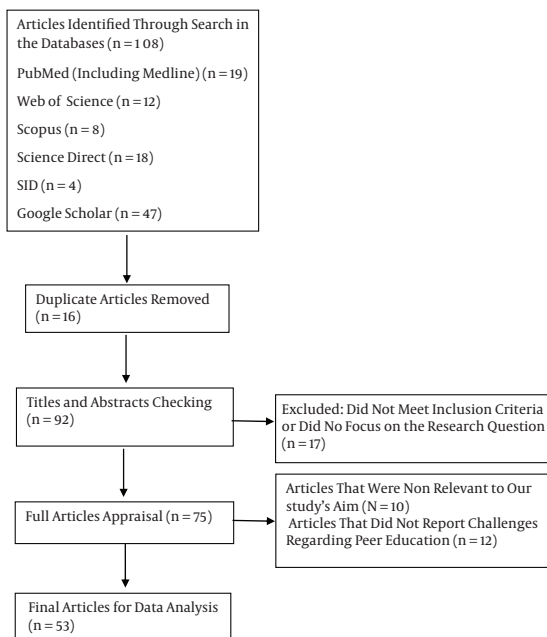 Articles Identified Through Search in
the Databases (n = 1 08)
PubMed (Including Medline) (n = 19)
Web of Science (n = 12)
Scopus (n = 8)
Science Direct (n = 18)
SID (n = 4)
Google Scholar (n = 47)
Duplicate Articles Removed
(n = 16)
Titles and Abstracts Checking
(n = 92)
Excluded: Did Not Meet Inclusion Criteria
or Did No Focus on the Research Question
(n = 17)
Full Articles Appraisal (n = 75)
Articles That Were Non Relevant to Our
study's Aim (N = 10)
Articles That Did Not Report Challenges
Regarding Peer Education (n = 12)
Final Articles for Data Analysis
(n = 53)